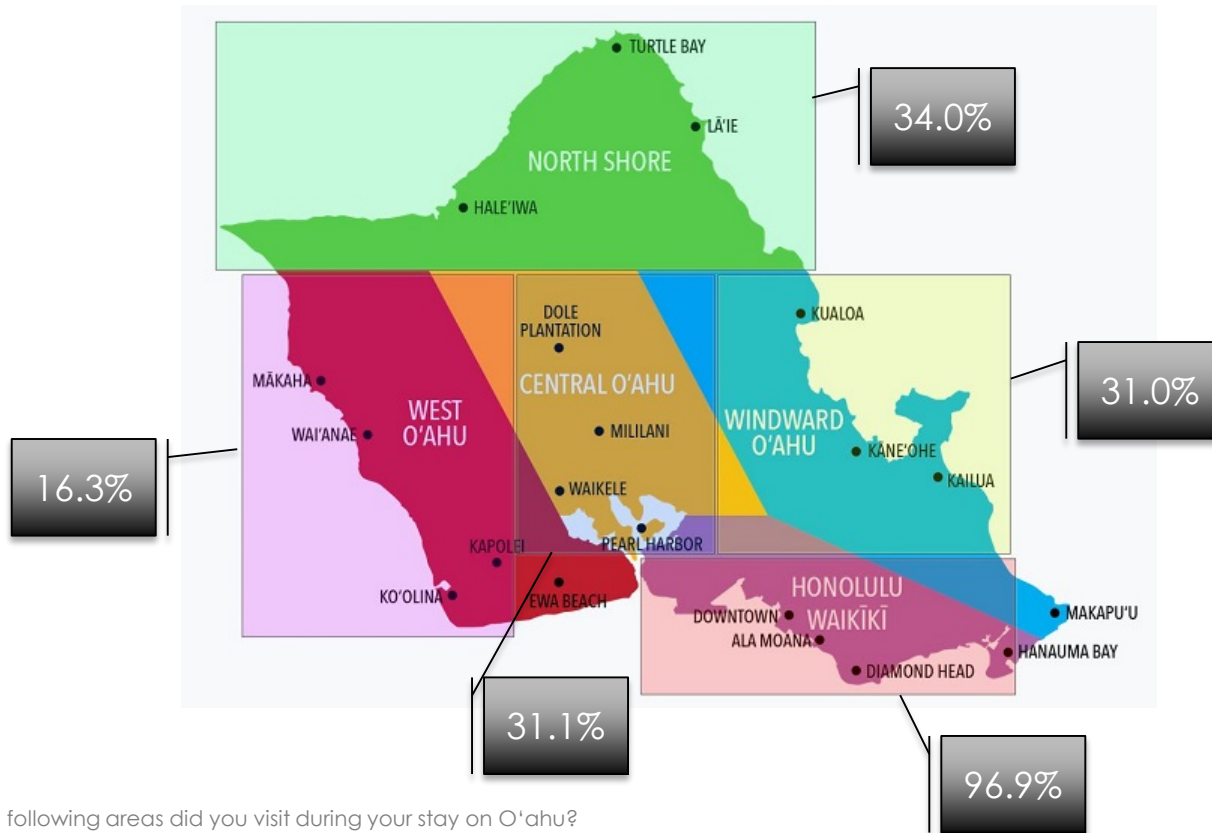 TURTLE BAY
34.0%
LĀ'IE
NORTH SHORE
HALE'IWA
KUALOA
DOLE
PLANTATION
31.0%
MĀKAHA
CENTRAL O'AHU
WEST
O'AHU
WINDWARD
O'AHU
WAI'ANAE
MILILANI
KĀNE'OHE
KAILUA
16.3%
WAIKELE
PEARL HARBOR
KAPOLEI
KO'OLINA
EWA BEACH
HONOLULU
WAIKĪKĪ
DOWNTOWN
MAKAPU'U
ALA MOANA
HANAUMA BAY
DIAMOND HEAD
31.1%
96.9%
following areas did you visit during your stay on O‘ahu?